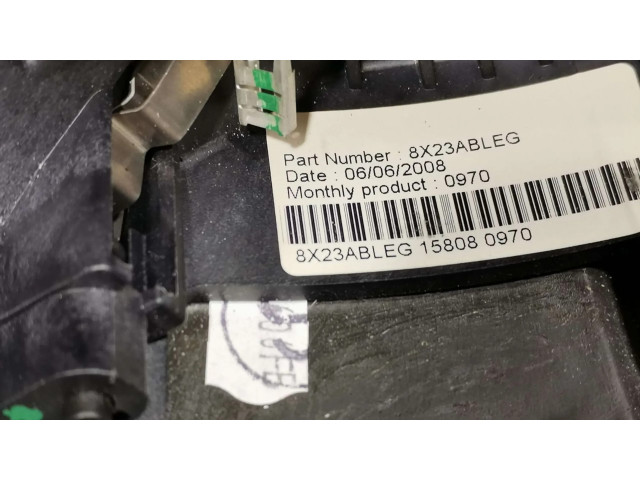 Part Number : 8X23ABLEG
Date : 06/06/2008
Monthly product : 0970
8X23ABLEG 15808 0970